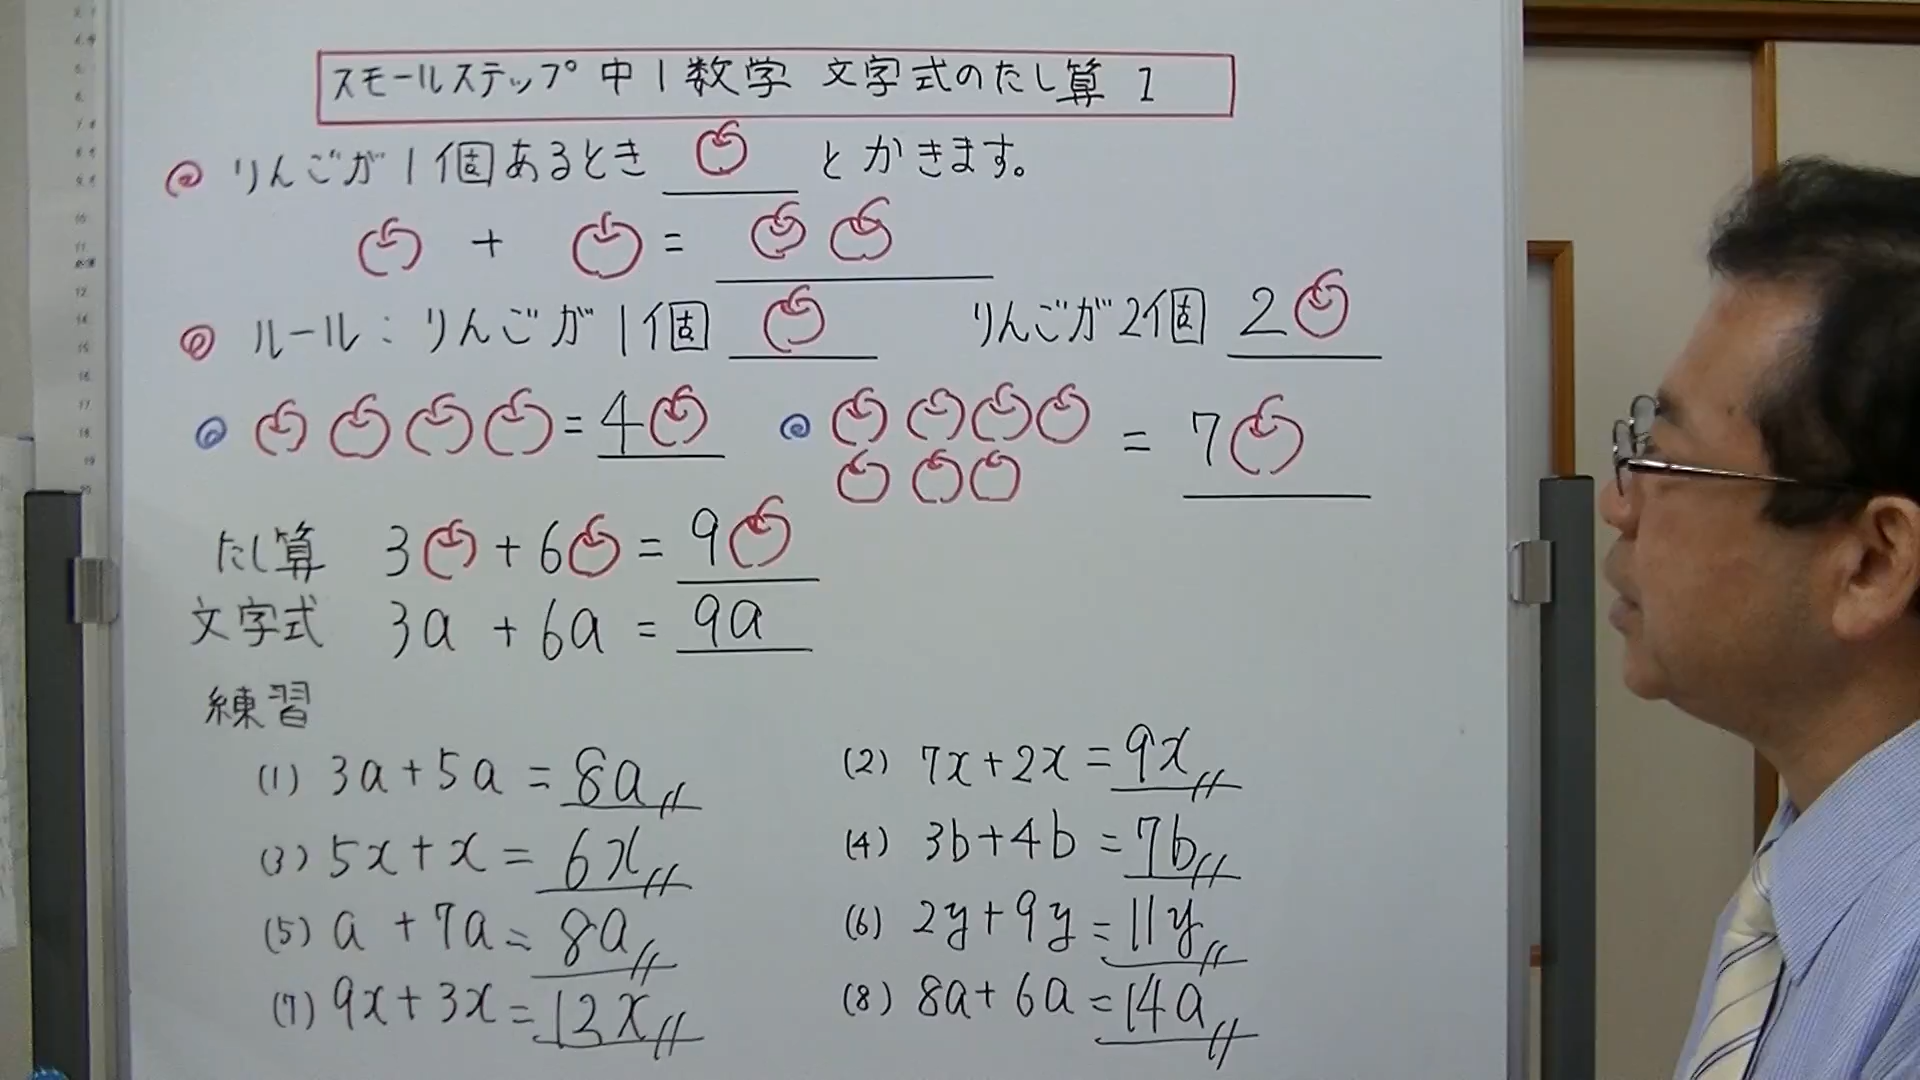 スモールステップ 中1数学 文字式のたし算 1
りんごが1個あるとき とかきます。
+ =
ルール：りんごが1個 りんごが2個 2
= 4 = 7
たし算 3 + 6 = 9
文字式 3a + 6a = 9a
練習
(1) 3a+5a = 8a
(2) 7x+2x = 9x
(3) 5x+x = 6x
(4) 3b+4b = 7b
(5) a + 7a = 8a
(6) 2y+9y = 11y
(7) 9x+3x = 12x
(8) 8a+6a = 14a